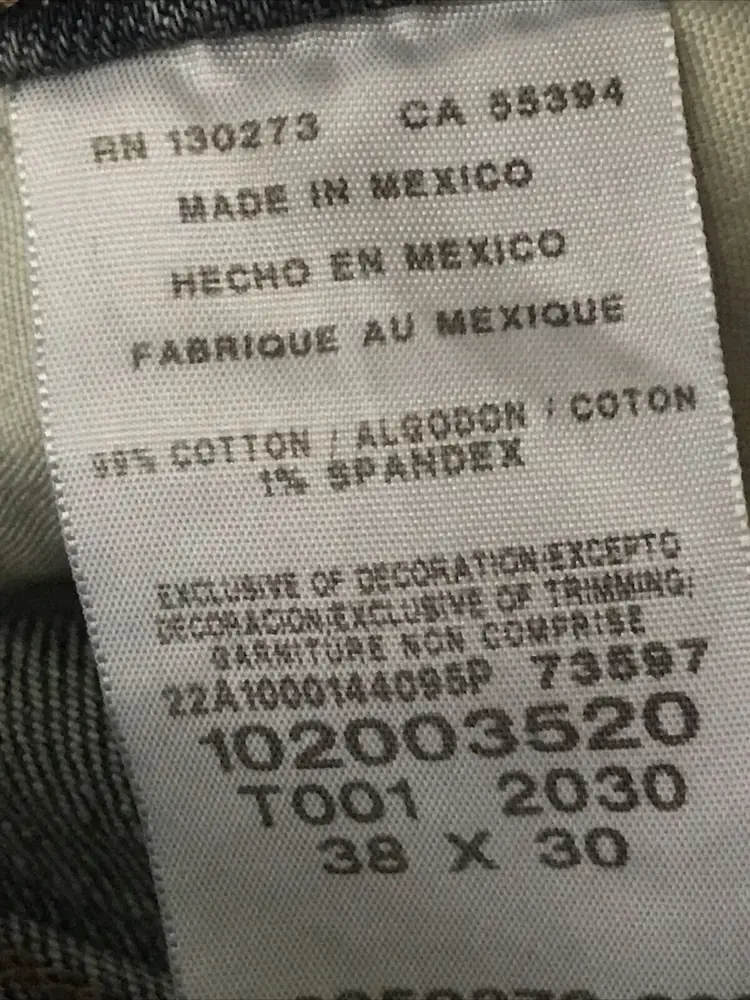 RN 130273 CA 55394
MADE IN MEXICO
HECHO EN MEXICO
FABRIQUE AU MEXIQUE
99% COTTON / ALGODON / COTON
1% SPANDEX
EXCLUSIVE OF DECORATION/EXCEPTO
DECORACION/EXCLUSIVE OF TRIMMING/
GARNITURE NON COMPRISE
22A1000144095P 73597
102003520
T001 2030
38 X 30